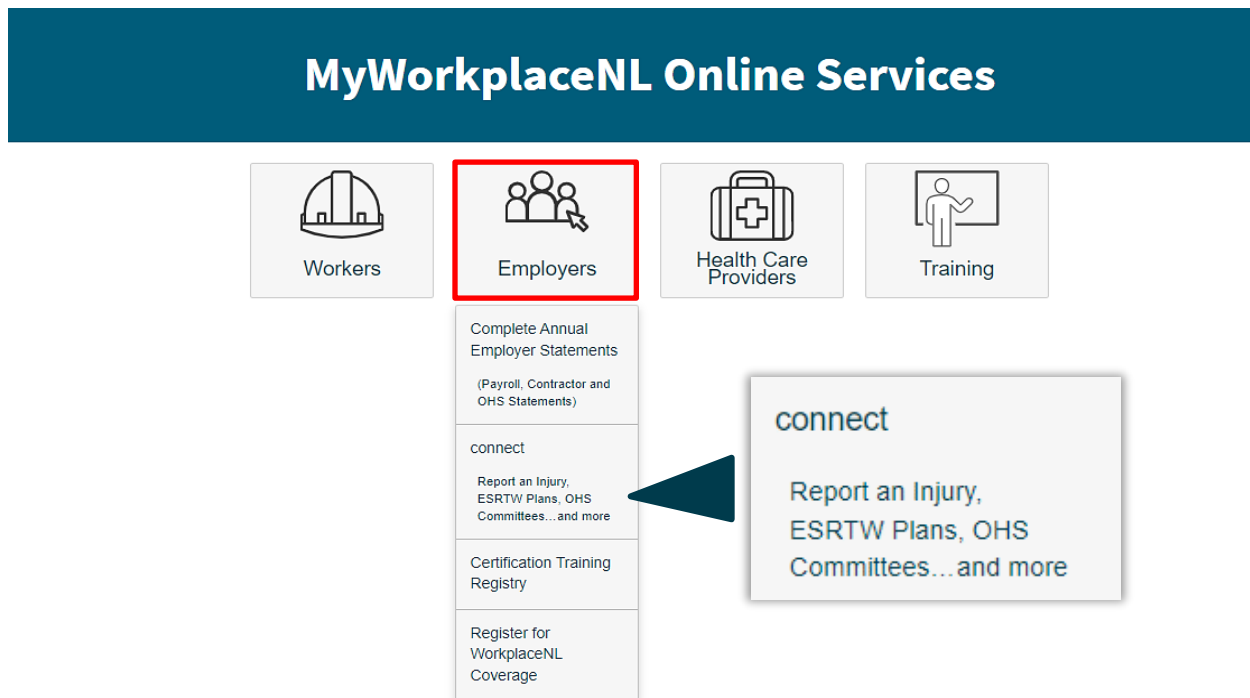 MyWorkplaceNL Online Services
Workers
Employers
Health Care
Providers
Training
Complete Annual
Employer Statements
(Payroll, Contractor and
OHS Statements)
connect
Report an Injury,
ESRTW Plans, OHS
Committees...and more
Certification Training
Registry
Register for
WorkplaceNL
Coverage
connect
Report an Injury,
ESRTW Plans, OHS
Committees...and more